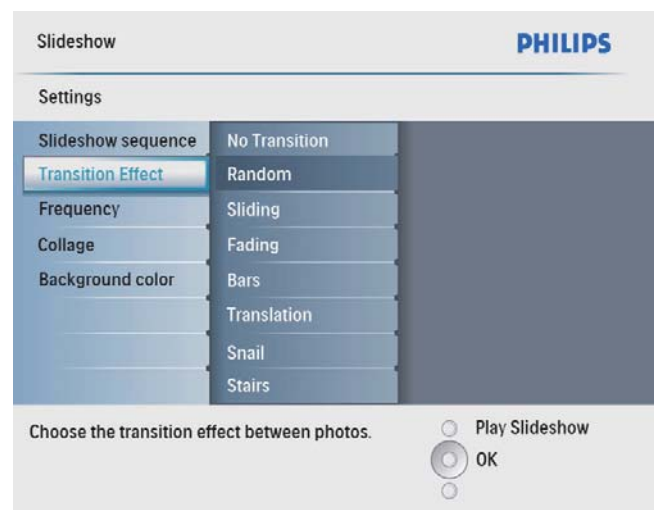 Slideshow
PHILIPS
Settings
Slideshow sequence
Transition Effect
Frequency
Collage
Background color
No Transition
Random
Sliding
Fading
Bars
Translation
Snail
Stairs
Choose the transition effect between photos.
Play Slideshow
OK